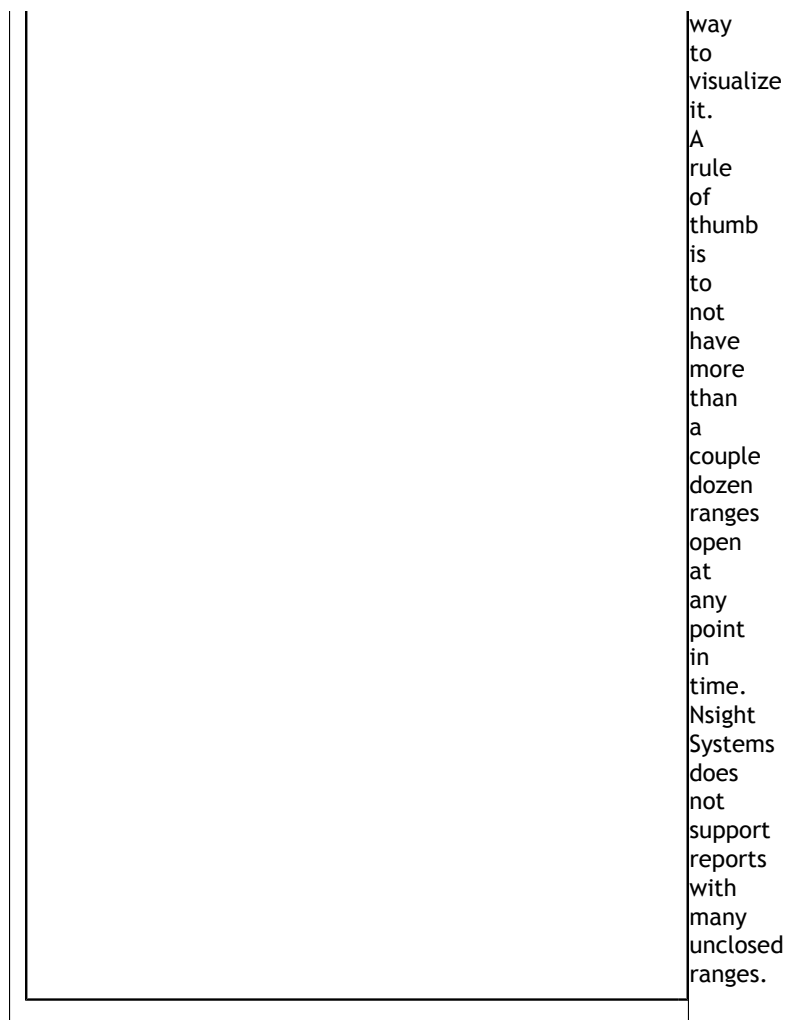 way
to
visualize
it.
A
rule
of
thumb
is
to
not
have
more
than
a
couple
dozen
ranges
open
at
any
point
in
time.
Nsight
Systems
does
not
support
reports
with
many
unclosed
ranges.